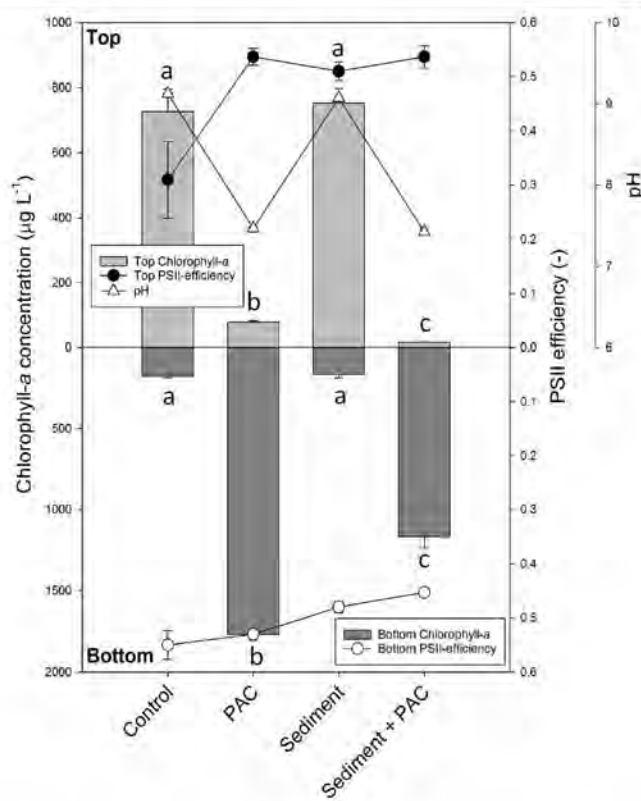 Top
Bottom
1000
800
600
400
200
0
500
1000
1500
2000
Chlorophyll-a concentration (µg L⁻¹)
0.6
0.5
0.4
0.3
0.2
0.1
0.0
0.1
0.2
0.3
0.4
0.5
0.6
PSII efficiency (-)
10
9
8
7
6
pH
a
a
b
c
a
a
b
c
Top Chlorophyll-a
Top PSII-efficiency
pH
Bottom Chlorophyll-a
Bottom PSII-efficiency
Control
PAC
Sediment
Sediment + PAC